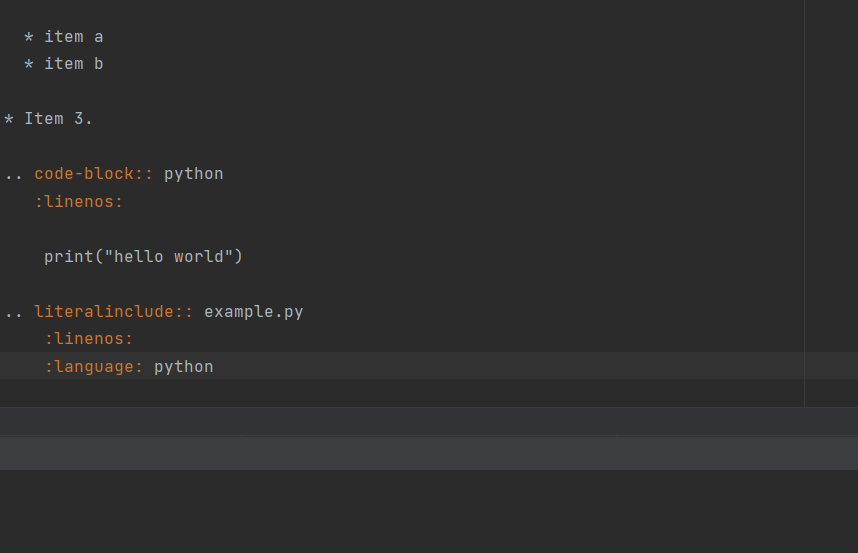 * item a
* item b
* Item 3.
.. code-block:: python
:linenos:
print("hello world")
.. literalinclude:: example.py
:linenos:
:language: python